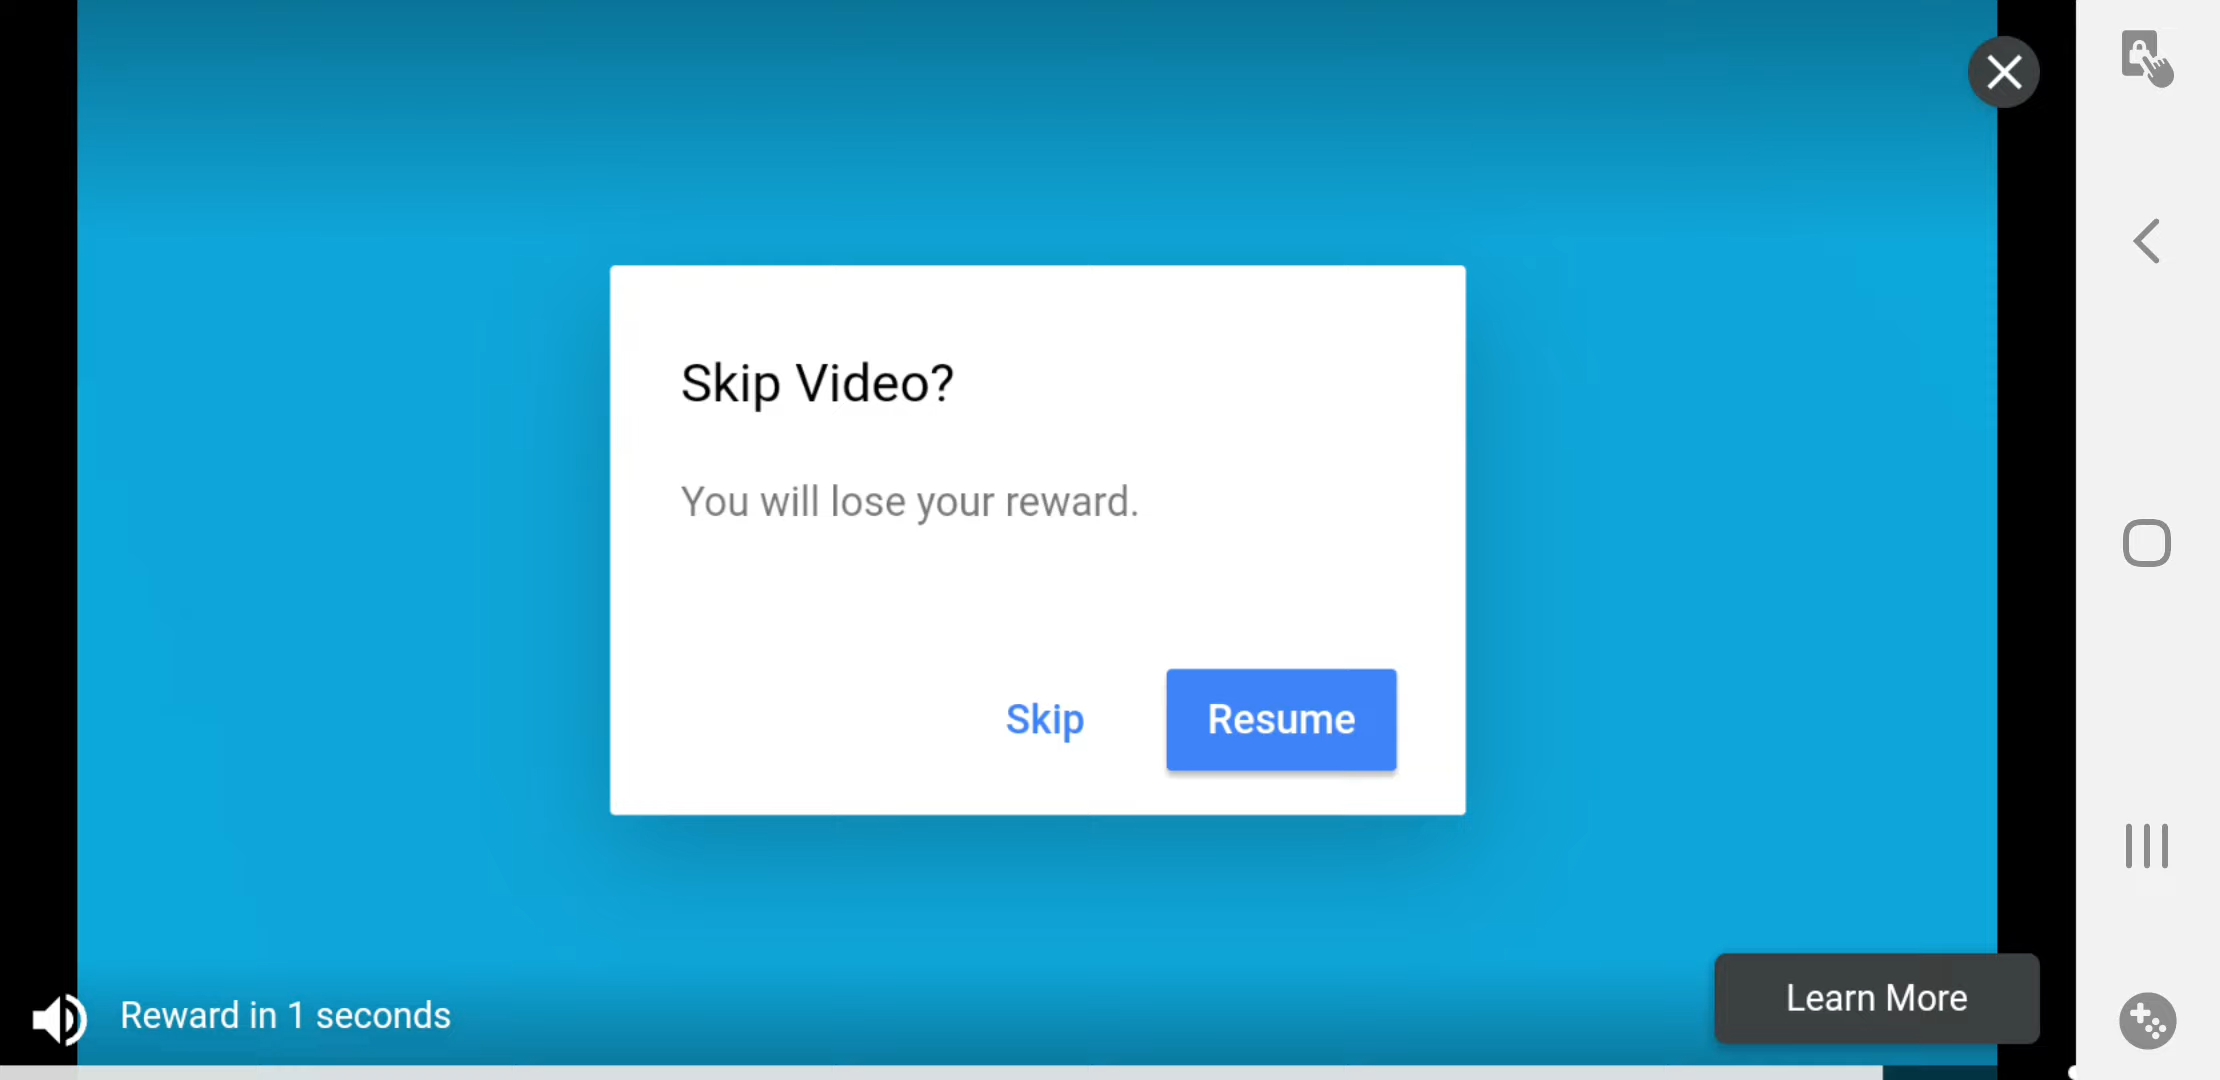 Skip Video?
You will lose your reward.
Skip
Resume
Reward in 1 seconds
Learn More